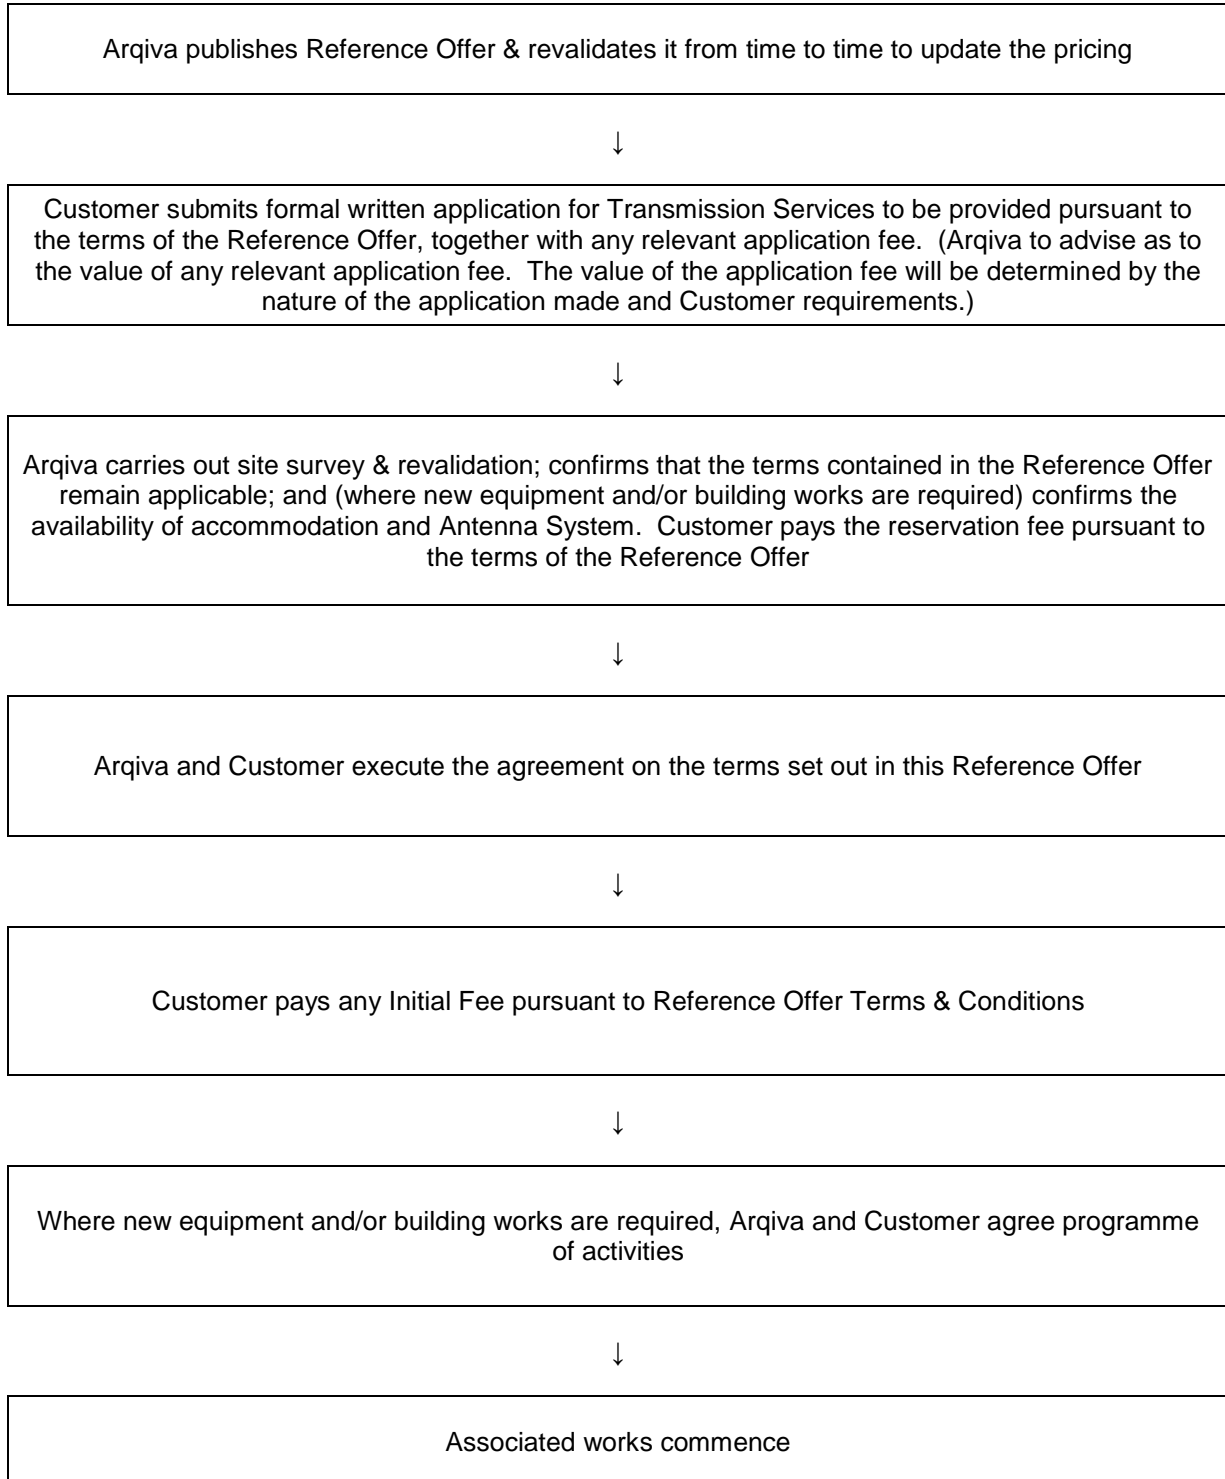 Arqiva publishes Reference Offer & revalidates it from time to time to update the pricing
↓
Customer submits formal written application for Transmission Services to be provided pursuant to
the terms of the Reference Offer, together with any relevant application fee.  (Arqiva to advise as to
the value of any relevant application fee.  The value of the application fee will be determined by the
nature of the application made and Customer requirements.)
↓
Arqiva carries out site survey & revalidation; confirms that the terms contained in the Reference Offer
remain applicable; and (where new equipment and/or building works are required) confirms the
availability of accommodation and Antenna System.  Customer pays the reservation fee pursuant to
the terms of the Reference Offer
↓
Arqiva and Customer execute the agreement on the terms set out in this Reference Offer
↓
Customer pays any Initial Fee pursuant to Reference Offer Terms & Conditions
↓
Where new equipment and/or building works are required, Arqiva and Customer agree programme
of activities
↓
Associated works commence